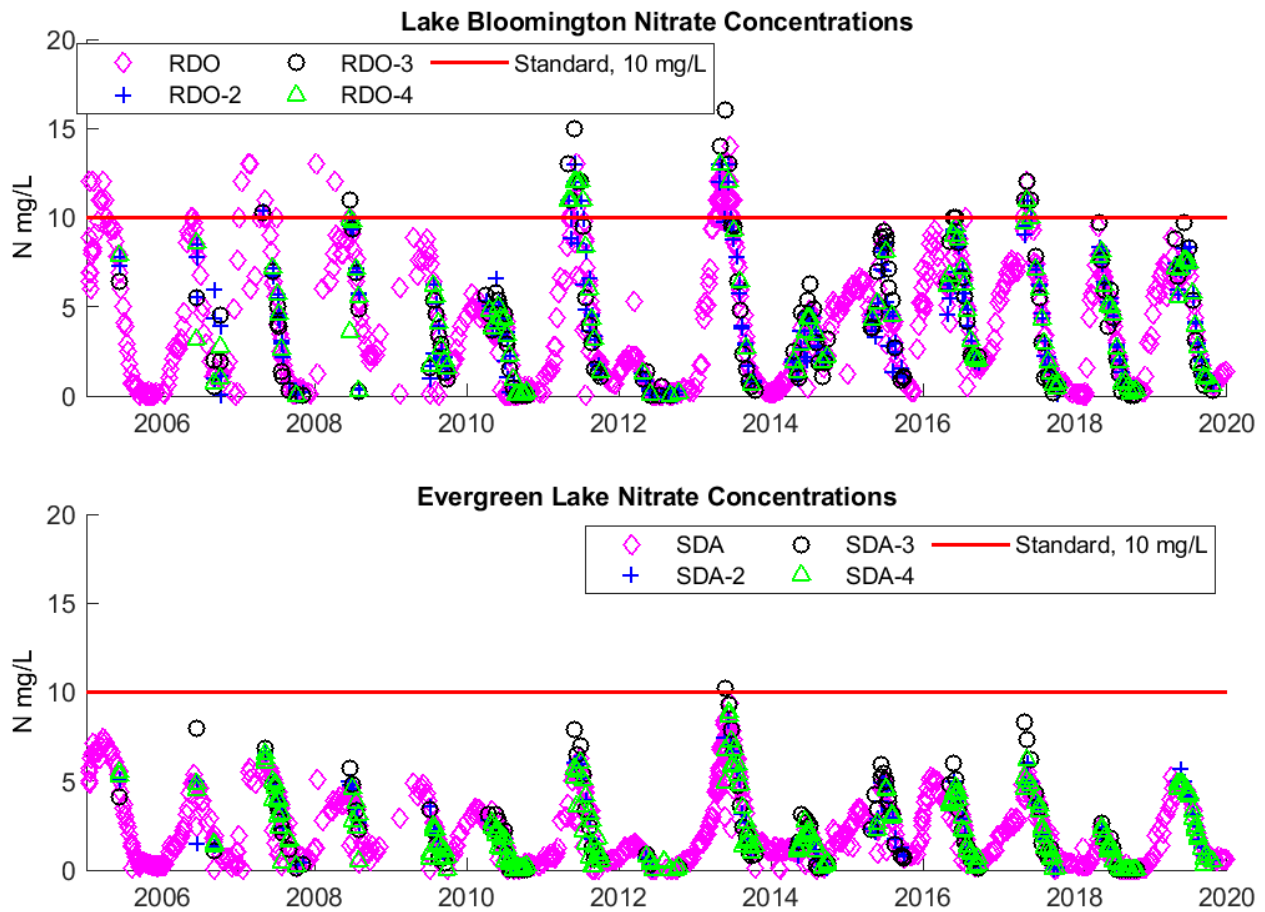 Lake Bloomington Nitrate Concentrations
20
RDO RDO-3 Standard, 10 mg/L
RDO-2 RDO-4
15
N mg/L
10
5
0
2006 2008 2010 2012 2014 2016 2018 2020
Evergreen Lake Nitrate Concentrations
20
SDA SDA-3 Standard, 10 mg/L
SDA-2 SDA-4
15
N mg/L
10
5
0
2006 2008 2010 2012 2014 2016 2018 2020